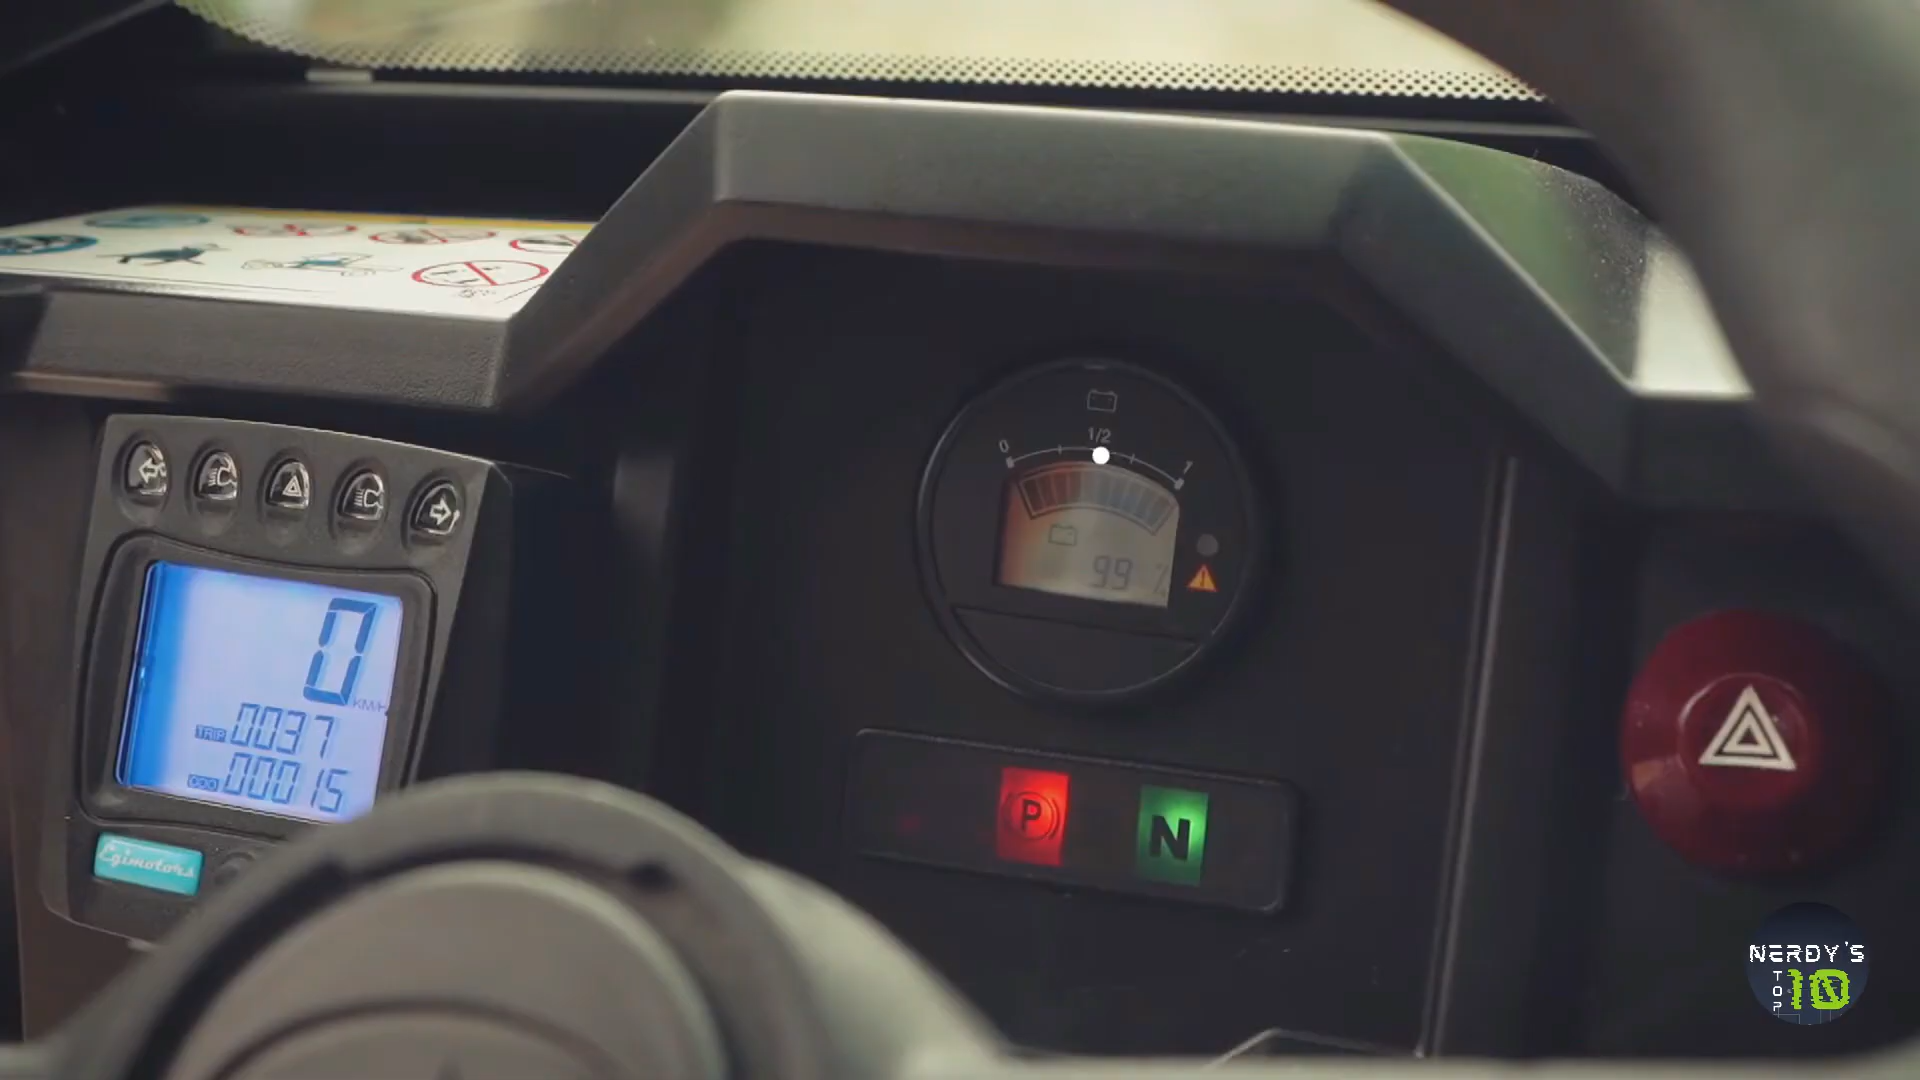 0
1/2
1
99 %
0
KM/H
TRIP 0037
ODO 00015
Egimotors
P
N
NERDY'S
TOP
10